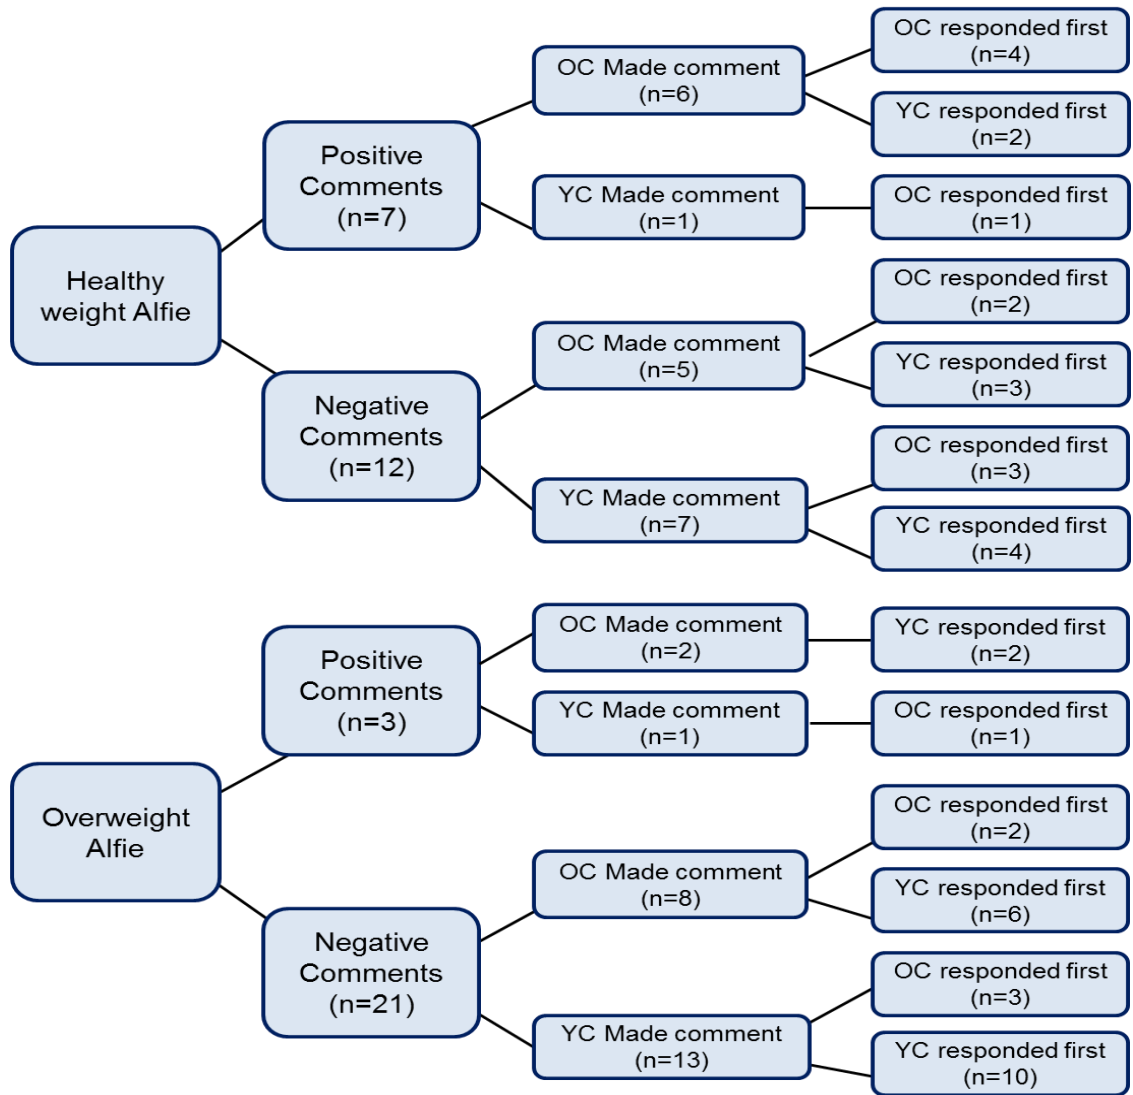 Healthy
weight Alfie
Positive
Comments
(n=7)
OC Made comment
(n=6)
OC responded first
(n=4)
YC responded first
(n=2)
YC Made comment
(n=1)
OC responded first
(n=1)
Negative
Comments
(n=12)
OC Made comment
(n=5)
OC responded first
(n=2)
YC responded first
(n=3)
YC Made comment
(n=7)
OC responded first
(n=3)
YC responded first
(n=4)
Overweight
Alfie
Positive
Comments
(n=3)
OC Made comment
(n=2)
YC responded first
(n=2)
YC Made comment
(n=1)
OC responded first
(n=1)
Negative
Comments
(n=21)
OC Made comment
(n=8)
OC responded first
(n=2)
YC responded first
(n=6)
YC Made comment
(n=13)
OC responded first
(n=3)
YC responded first
(n=10)